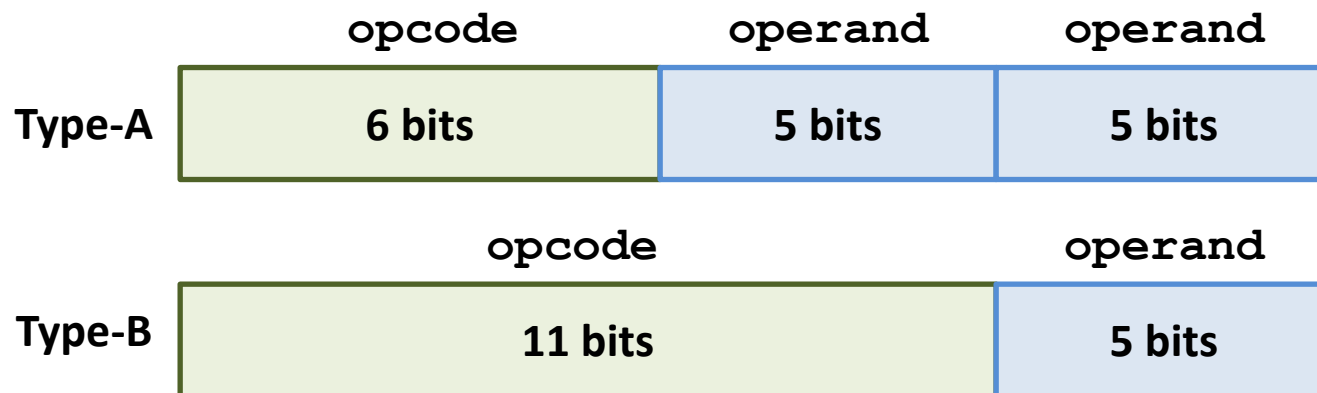 opcode operand operand
Type-A 6 bits 5 bits 5 bits
opcode operand
Type-B 11 bits 5 bits